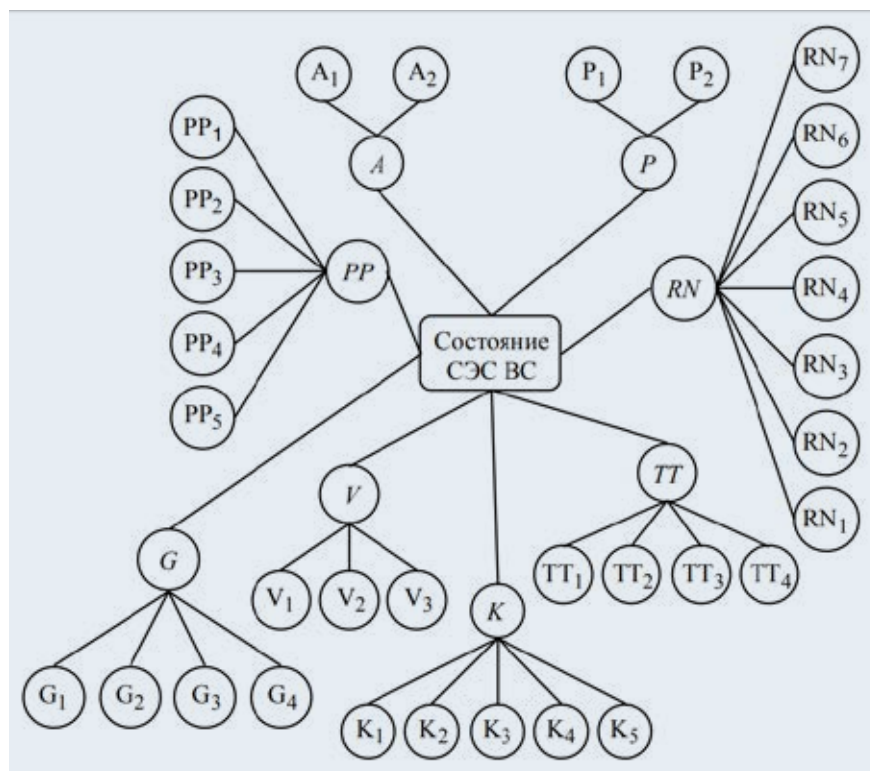 A₁
A₂
P₁
P₂
RN₇
PP₁
A
P
RN₆
PP₂
RN₅
PP₃
PP
RN
RN₄
PP₄
Состояние
СЭС ВС
RN₃
PP₅
RN₂
V
TT
RN₁
G
V₁
V₂
V₃
K
TT₁
TT₂
TT₃
TT₄
G₁
G₂
G₃
G₄
K₁
K₂
K₃
K₄
K₅